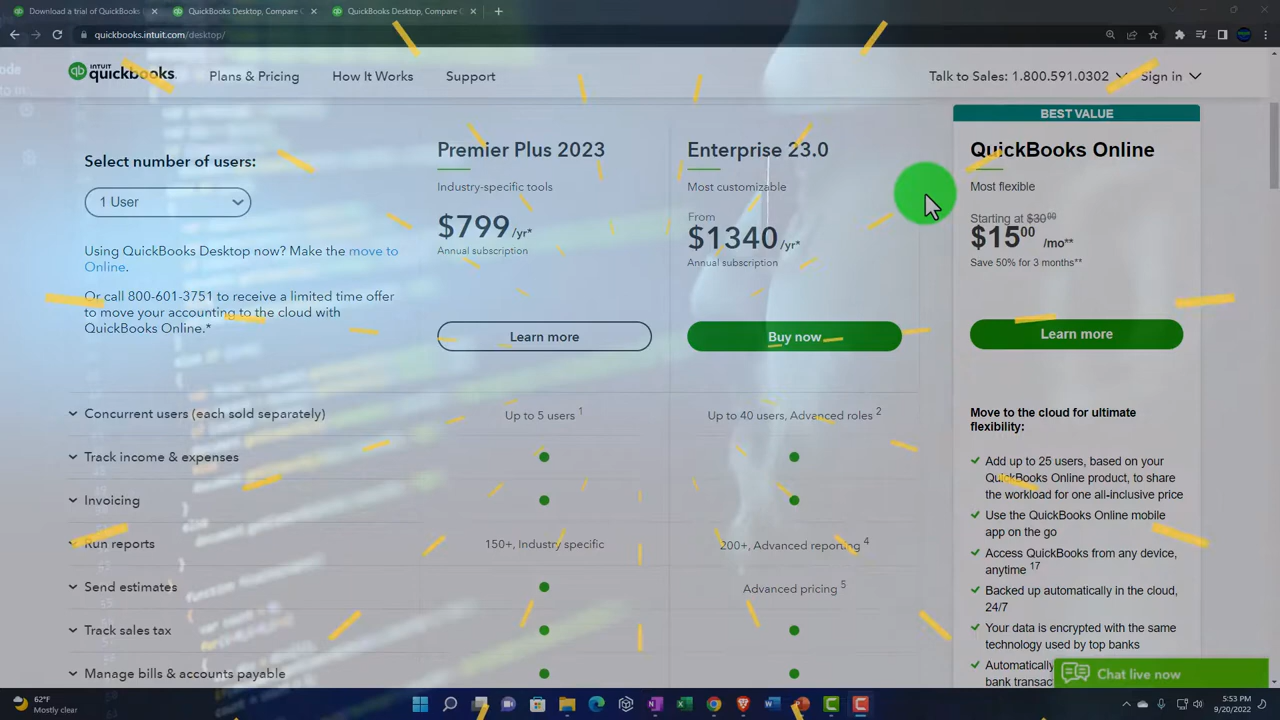 Download a trial of QuickBooks
QuickBooks Desktop, Compare
QuickBooks Desktop, Compare
quickbooks.intuit.com/desktop/
INTUIT
quickbooks.
Plans & Pricing
How It Works
Support
Talk to Sales: 1.800.591.0302
Sign in
BEST VALUE
Select number of users:
1 User
Using QuickBooks Desktop now? Make the move to
Online.
Or call 800-601-3751 to receive a limited time offer
to move your accounting to the cloud with
QuickBooks Online.*
Premier Plus 2023
Industry-specific tools
$799/yr*
Annual subscription
Learn more
Enterprise 23.0
Most customizable
From
$1340/yr*
Annual subscription
Buy now
QuickBooks Online
Most flexible
Starting at $30.00
$15.00/mo**
Save 50% for 3 months**
Learn more
Concurrent users (each sold separately)
Up to 5 users 1
Up to 40 users, Advanced roles 2
Track income & expenses
Invoicing
Run reports
150+, Industry specific
200+, Advanced reporting 4
Send estimates
Advanced pricing 5
Track sales tax
Manage bills & accounts payable
Move to the cloud for ultimate
flexibility:
Add up to 25 users, based on your
QuickBooks Online product, to share
the workload for one all-inclusive price
Use the QuickBooks Online mobile
app on the go
Access QuickBooks from any device,
anytime 17
Backed up automatically in the cloud,
24/7
Your data is encrypted with the same
technology used by top banks
Automatically
bank transac
Chat live now
62°F
Mostly clear
5:53 PM
9/20/2022